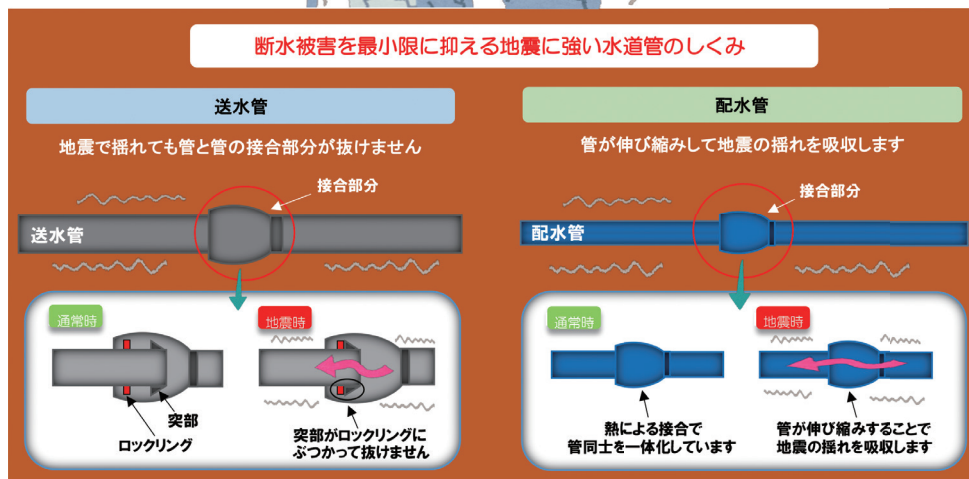 断水被害を最小限に抑える地震に強い水道管のしくみ
送水管
地震で揺れても管と管の接合部分が抜けません
接合部分
送水管
通常時
地震時
ロックリング
突部
突部がロックリングに
ぶつかって抜けません
配水管
管が伸び縮みして地震の揺れを吸収します
接合部分
配水管
通常時
地震時
熱による接合で
管同士を一体化しています
管が伸び縮みすることで
地震の揺れを吸収します